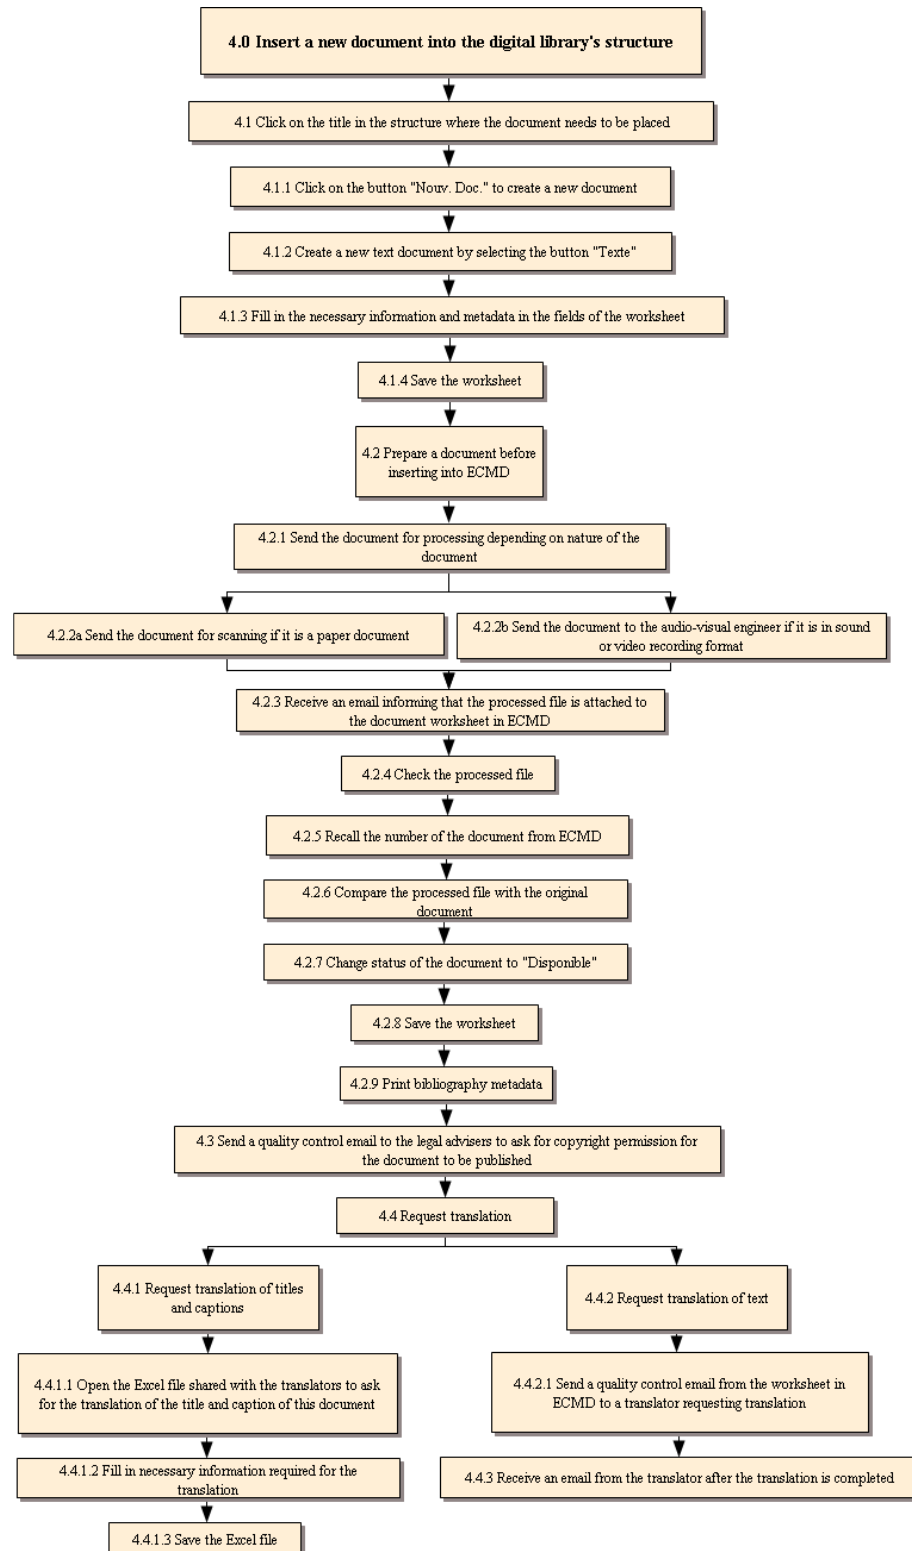 4.0 Insert a new document into the digital library's structure
4.1 Click on the title in the structure where the document needs to be placed
4.1.1 Click on the button "Nouv. Doc." to create a new document
4.1.2 Create a new text document by selecting the button "Texte"
4.1.3 Fill in the necessary information and metadata in the fields of the worksheet
4.1.4 Save the worksheet
4.2 Prepare a document before
inserting into ECMD
4.2.1 Send the document for processing depending on nature of the
document
4.2.2a Send the document for scanning if it is a paper document
4.2.2b Send the document to the audio-visual engineer if it is in sound
or video recording format
4.2.3 Receive an email informing that the processed file is attached to
the document worksheet in ECMD
4.2.4 Check the processed file
4.2.5 Recall the number of the document from ECMD
4.2.6 Compare the processed file with the original
document
4.2.7 Change status of the document to "Disponible"
4.2.8 Save the worksheet
4.2.9 Print bibliography metadata
4.3 Send a quality control email to the legal advisers to ask for copyright permission for
the document to be published
4.4 Request translation
4.4.1 Request translation of titles
and captions
4.4.2 Request translation of text
4.4.1.1 Open the Excel file shared with the translators to ask
for the translation of the title and caption of this document
4.4.2.1 Send a quality control email from the worksheet in
ECMD to a translator requesting translation
4.4.1.2 Fill in necessary information required for the
translation
4.4.3 Receive an email from the translator after the translation is completed
4.4.1.3 Save the Excel file